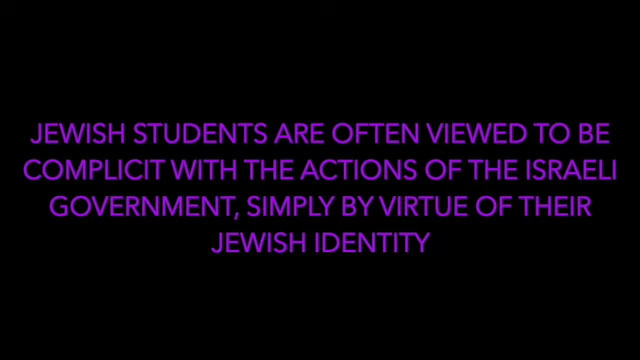 JEWISH STUDENTS ARE OFTEN VIEWED TO BE
COMPLICIT WITH THE ACTIONS OF THE ISRAELI
GOVERNMENT, SIMPLY BY VIRTUE OF THEIR
JEWISH IDENTITY